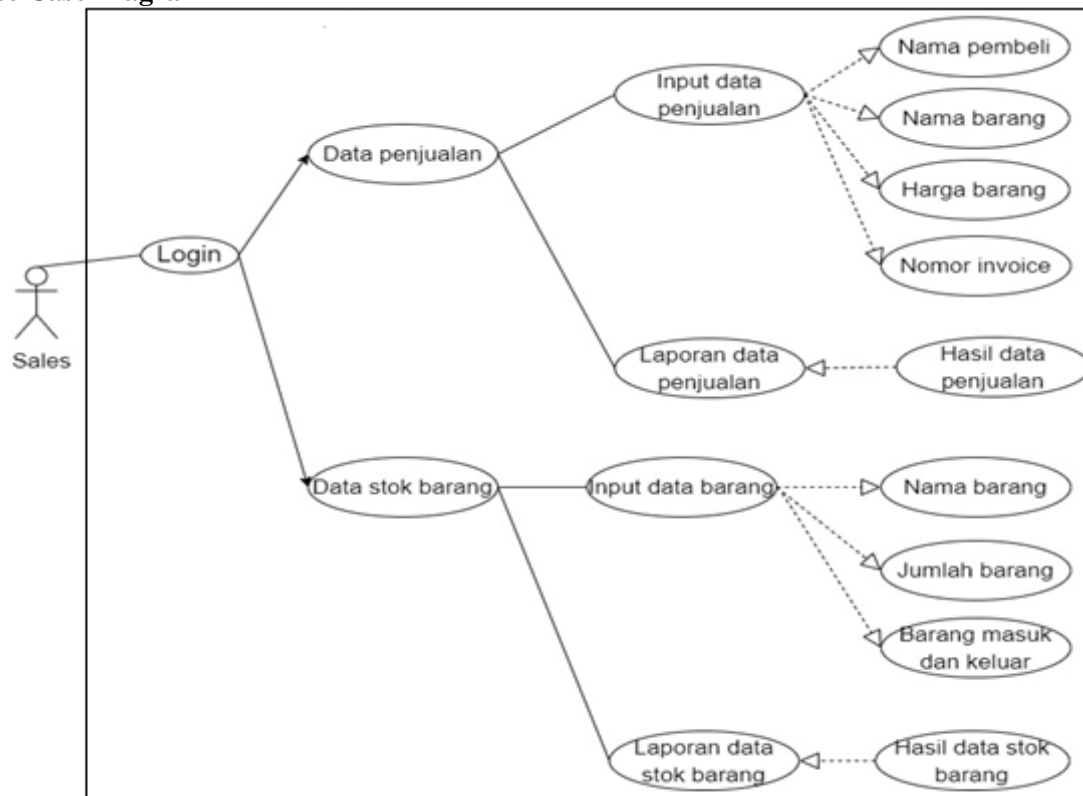 Nama pembeli
Input data
penjualan
Nama barang
Data penjualan
Harga barang
Login
Nomor invoice
Sales
Laporan data
penjualan
Hasil data
penjualan
Data stok barang
Input data barang
Nama barang
Jumlah barang
Barang masuk
dan keluar
Laporan data
stok barang
Hasil data stok
barang